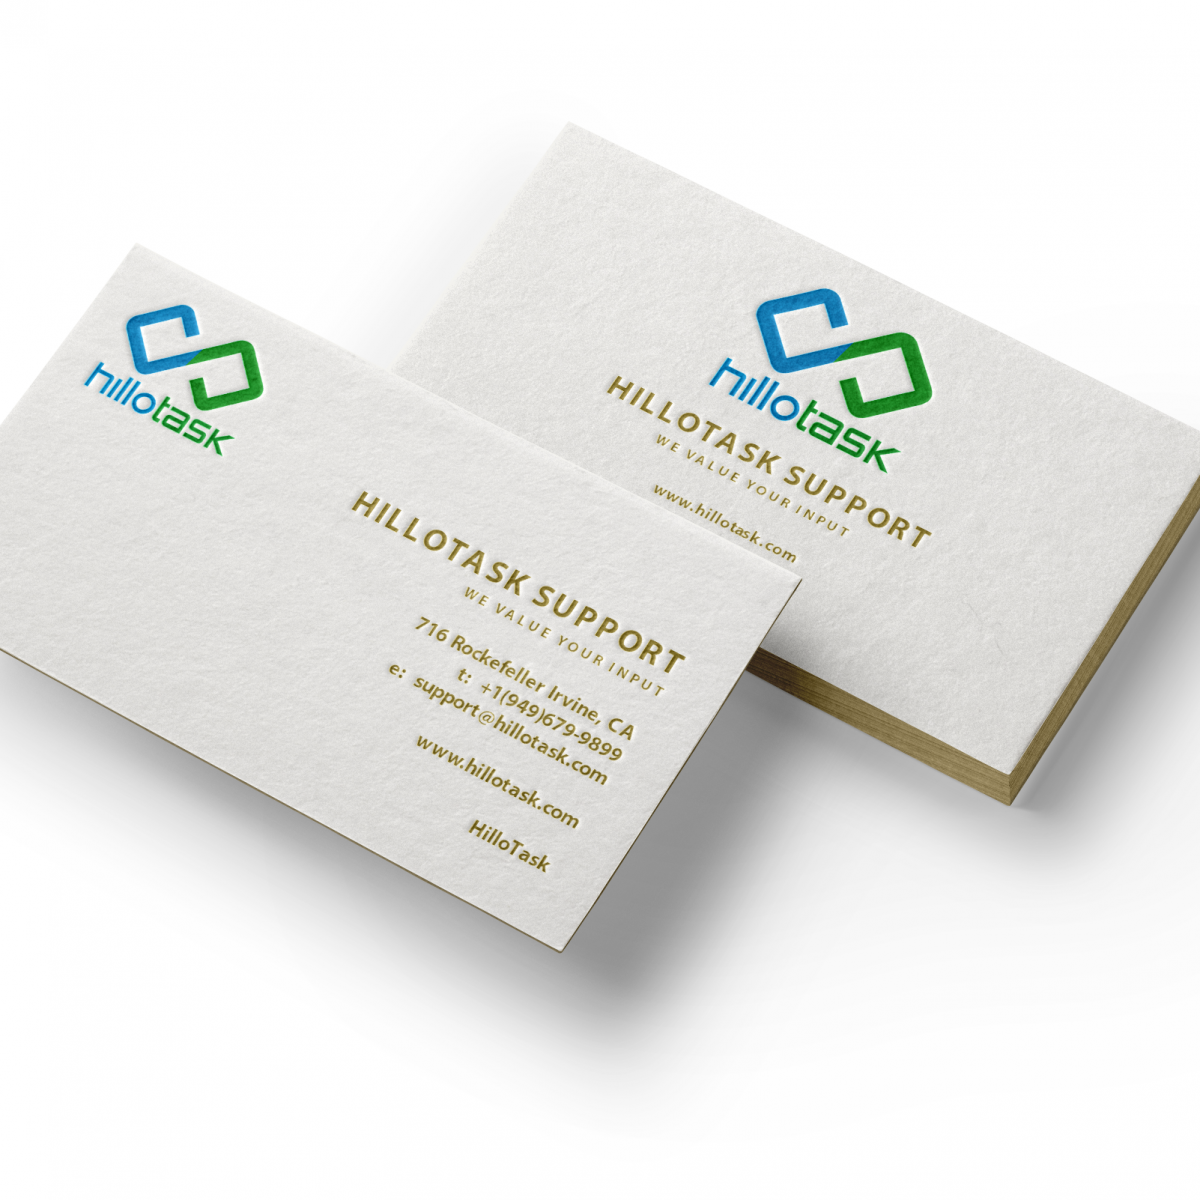 hillotask
HILLOTASK SUPPORT
WE VALUE YOUR INPUT
716 Rockefeller Irvine, CA
t: +1(949)679-9899
e: support@hillotask.com
www.hillotask.com
HilloTask
hillotask
HILLOTASK SUPPORT
WE VALUE YOUR INPUT
www.hillotask.com